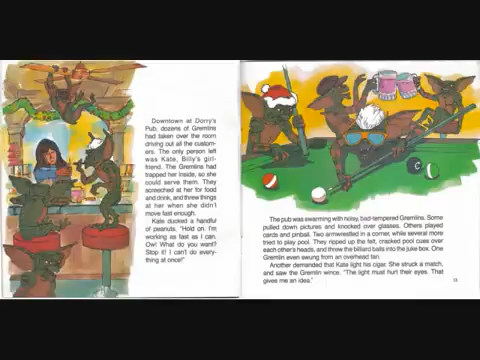 Downtown at Dorry's
Pub, dozens of Gremlins
had taken over the room
driving out all the custom-
ers. The only person left
was Kate, Billy's girl-
friend. The Gremlins had
trapped her inside, so she
could serve them. They
screeched at her for food
and drink, and threw things
at her when she didn't
move fast enough.
Kate ducked a handful
of peanuts. "Hold on. I'm
working as fast as I can.
Ow! What do you want?
Stop it! I can't do every-
thing at once!"
The pub was swarming with noisy, bad-tempered Gremlins. Some
pulled down pictures and knocked over glasses. Others played
cards and pinball. Two armwrestled in a corner, while several more
tried to play pool. They ripped up the felt, cracked pool cues over
each other's heads, and threw the billiard balls into the juke box. One
Gremlin even swung from an overhead fan.
Another demanded that Kate light his cigar. She struck a match,
and saw the Gremlin wince. "The light must hurt their eyes. That
gives me an idea."